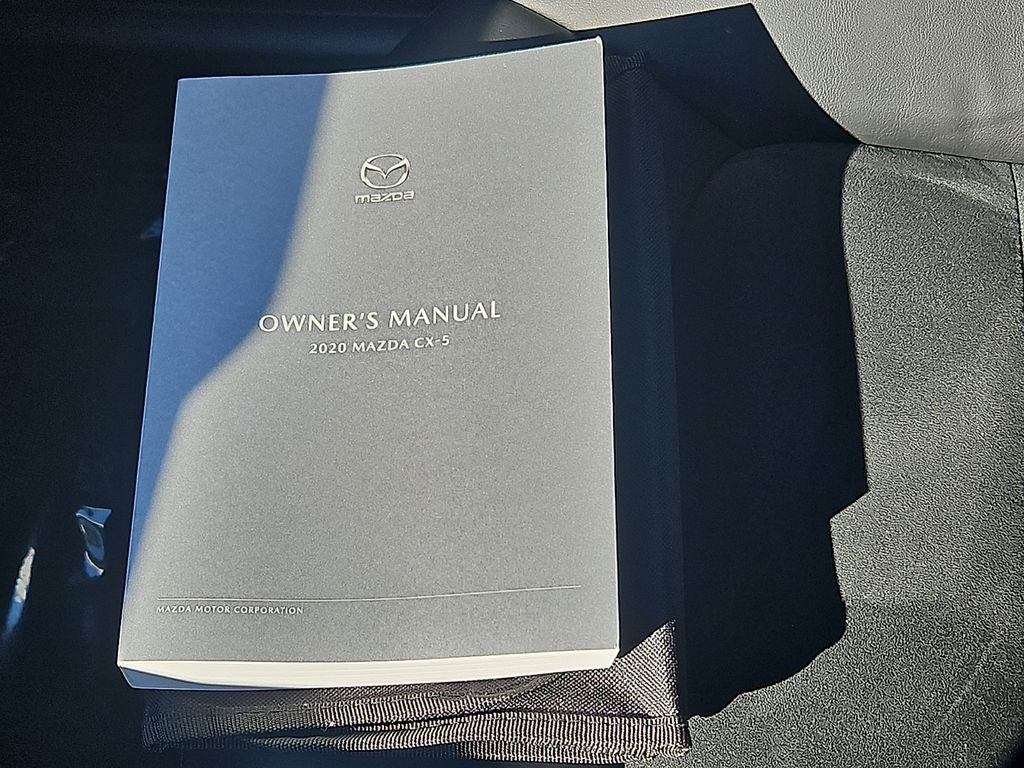 mazda
OWNER'S MANUAL
2020 MAZDA CX-5
MAZDA MOTOR CORPORATION